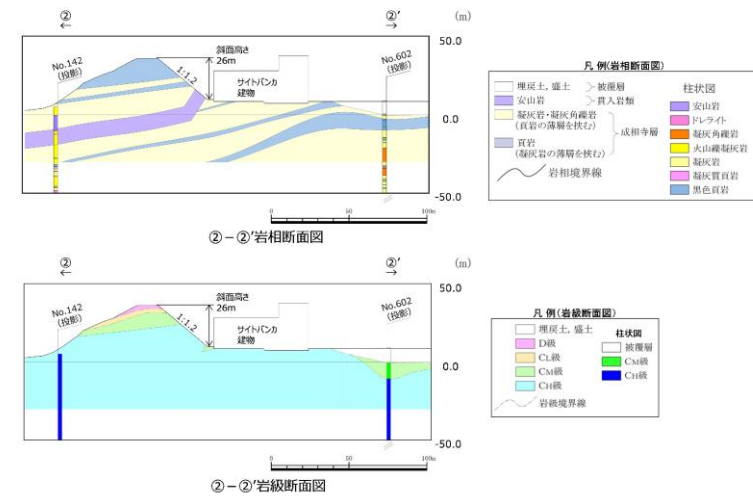 ②
←
②'
→
(m)
50.0
0.0
-50.0
No.142
(投影)
斜面高さ
26m
1:1.2
サイトバンカ
建物
No.602
(投影)
0
50
100m
②－②'岩相断面図
凡 例(岩相断面図)
埋戻土, 盛土
被覆層
安山岩
貫入岩類
凝灰岩・凝灰角礫岩
(頁岩の薄層を挟む)
頁岩
(凝灰岩の薄層を挟む)
成相寺層
岩相境界線
柱状図
安山岩
ドレライト
凝灰角礫岩
火山礫凝灰岩
凝灰岩
凝灰質頁岩
黒色頁岩
②
←
②'
→
(m)
50.0
0.0
-50.0
No.142
(投影)
斜面高さ
26m
1:1.2
サイトバンカ
建物
No.602
(投影)
0
50
100m
②－②'岩級断面図
凡 例(岩級断面図)
埋戻土, 盛土
D級
CL級
CM級
CH級
岩級境界線
柱状図
被覆層
CM級
CH級